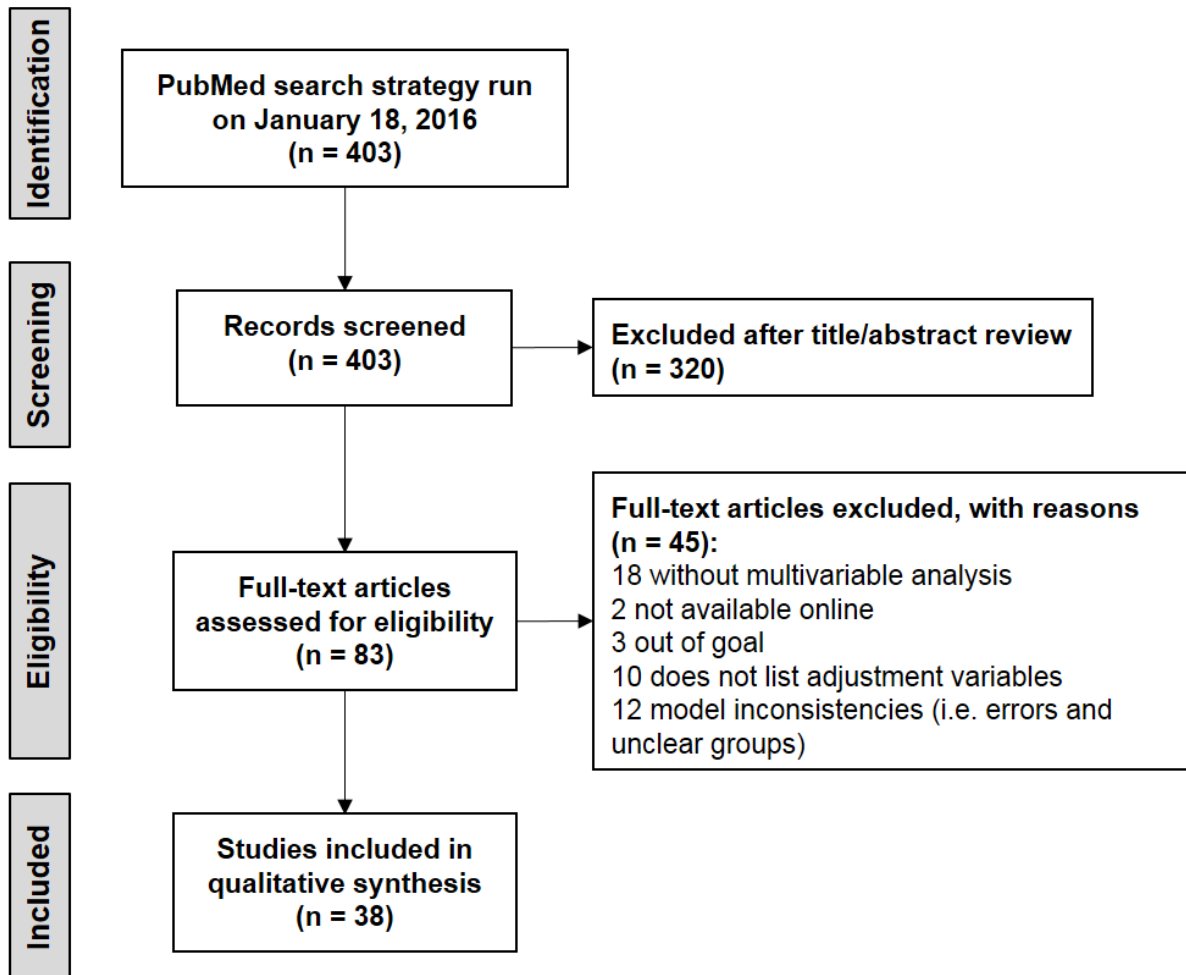 Identification
PubMed search strategy run
on January 18, 2016
(n = 403)
Screening
Records screened
(n = 403)
Excluded after title/abstract review
(n = 320)
Eligibility
Full-text articles
assessed for eligibility
(n = 83)
Full-text articles excluded, with reasons
(n = 45):
18 without multivariable analysis
2 not available online
3 out of goal
10 does not list adjustment variables
12 model inconsistencies (i.e. errors and
unclear groups)
Included
Studies included in
qualitative synthesis
(n = 38)